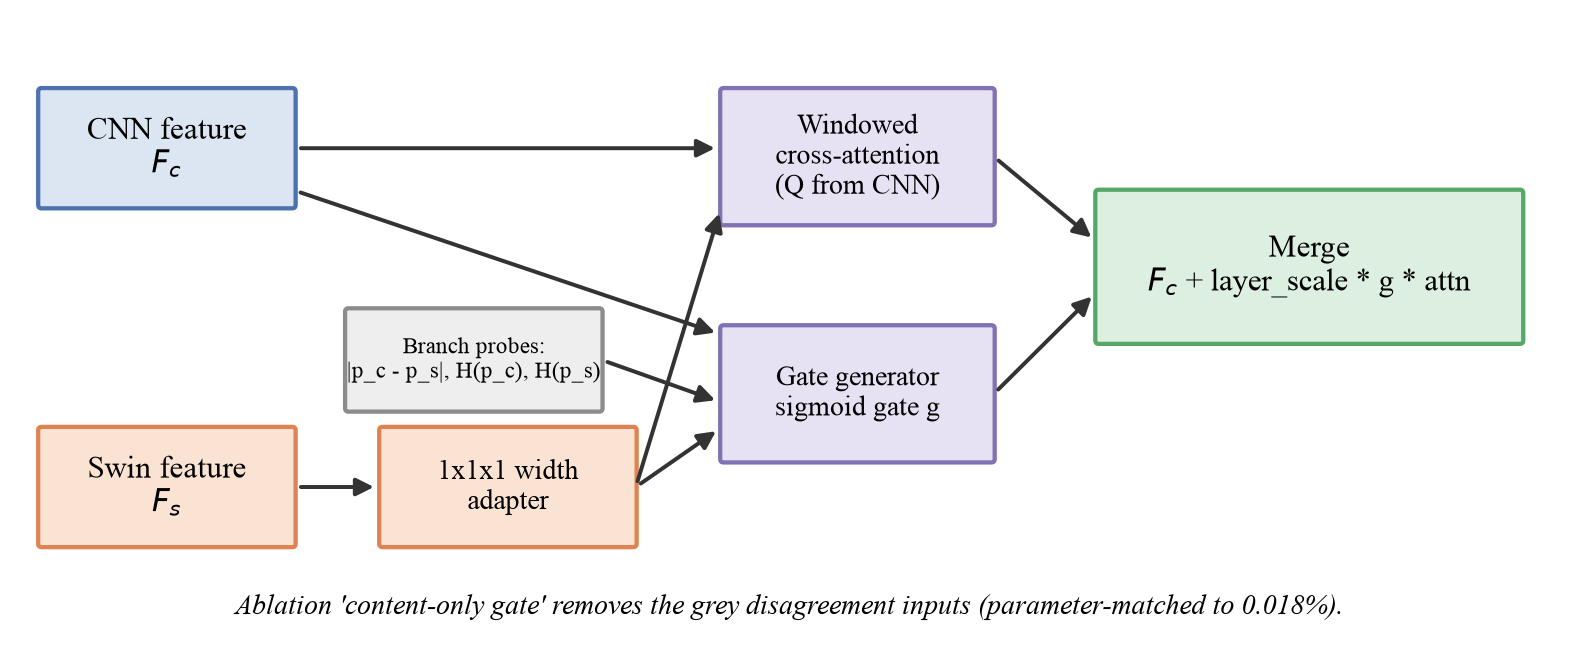 CNN feature
F_c
Windowed
cross-attention
(Q from CNN)
Merge
F_c + layer_scale * g * attn
Branch probes:
|p_c - p_s|, H(p_c), H(p_s)
Gate generator
sigmoid gate g
Swin feature
F_s
1x1x1 width
adapter
Ablation 'content-only gate' removes the grey disagreement inputs (parameter-matched to 0.018%).